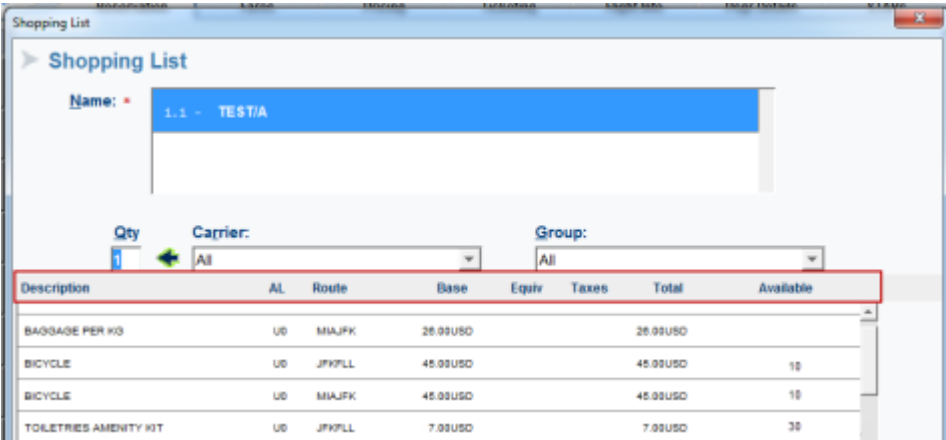 Shopping List
Shopping List
Name: *
1.1 - TEST/A
Qty Carrier: Group:
1 All All
Description AL Route Base Equiv Taxes Total Available
BAGGAGE PER KG U0 MIAJFK 26.00USD 26.00USD
BICYCLE U0 JFKFLL 45.00USD 45.00USD 10
BICYCLE U0 MIAJFK 45.00USD 45.00USD 10
TOILETRIES AMENITY KIT U0 JFKFLL 7.00USD 7.00USD 30